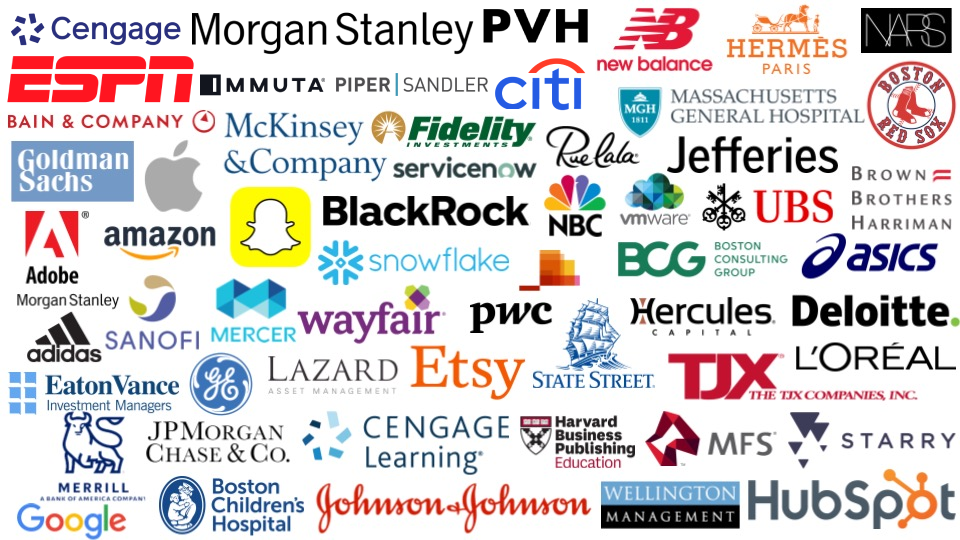 Cengage
Morgan Stanley
PVH
NB
new balance
HERMÈS
PARIS
NARS
ESPN
IMMUTA®
PIPER | SANDLER
citi
MGH
1811
MASSACHUSETTS
GENERAL HOSPITAL
BOSTON
RED SOX
BAIN & COMPANY
McKinsey
& Company
Fidelity
INVESTMENTS
servicenow
Rue lala®
Jefferies
Goldman
Sachs
BROWN
BROTHERS
HARRIMAN
Adobe
®
amazon
BlackRock
NBC
vmware®
UBS
snowflake
BCG
BOSTON
CONSULTING
GROUP
asics
Morgan Stanley
adidas
SANOFI
MERCER
wayfair®
pwc
STATE STREET.
Hercules®
CAPITAL
Deloitte.
EatonVance
Investment Managers
GE
LAZARD
ASSET MANAGEMENT
Etsy
TJX®
THE TJX COMPANIES, INC.
L'ORÉAL
MERRILL
A BANK OF AMERICA COMPANY
JPMORGAN
CHASE & CO.
CENGAGE
Learning®
Harvard
Business
Publishing
Education
MFS®
STARRY
Google
Boston
Children's
Hospital
Johnson & Johnson
WELLINGTON
MANAGEMENT
HubSpot